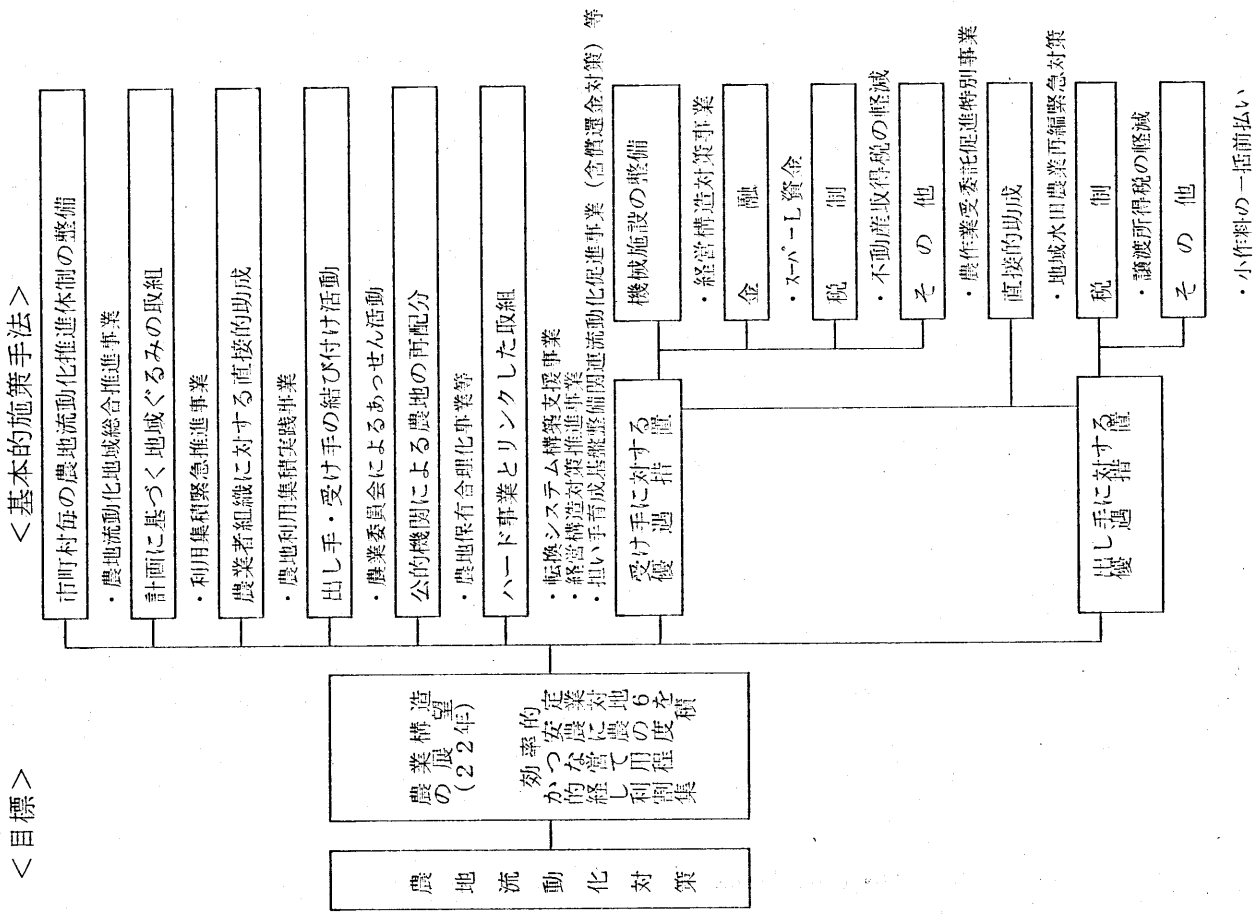 <目標>
<基本的施策手法>
農地流動化対策
農業構造
の展望
(22年)
効率的
かつ安定
的な農業
経営に対
して農地
利用の6
割程度を
集積
市町村毎の農地流動化推進体制の整備
・農地流動化地域総合推進事業
計画に基づく地域ぐるみの取組
・利用集積緊急推進事業
農業者組織に対する直接的助成
・農地利用集積実践事業
出し手・受け手の結び付け活動
・農業委員会によるあっせん活動
公的機関による農地の再配分
・農地保有合理化事業等
ハード事業とリンクした取組
・転換システム構築支援事業
・経営構造対策推進事業
・担い手育成基盤整備関連流動化促進事業(含償還金対策)等
受け手に対する
優遇措置
機械施設の整備
・経営構造対策事業
金融
・スーパーL資金
税制
・不動産取得税の軽減
その他
・農作業受委託促進特別事業
直接的助成
・地域水田農業再編緊急対策
出し手に対する
優遇措置
税制
・譲渡所得税の軽減
その他
・小作料の一括前払い